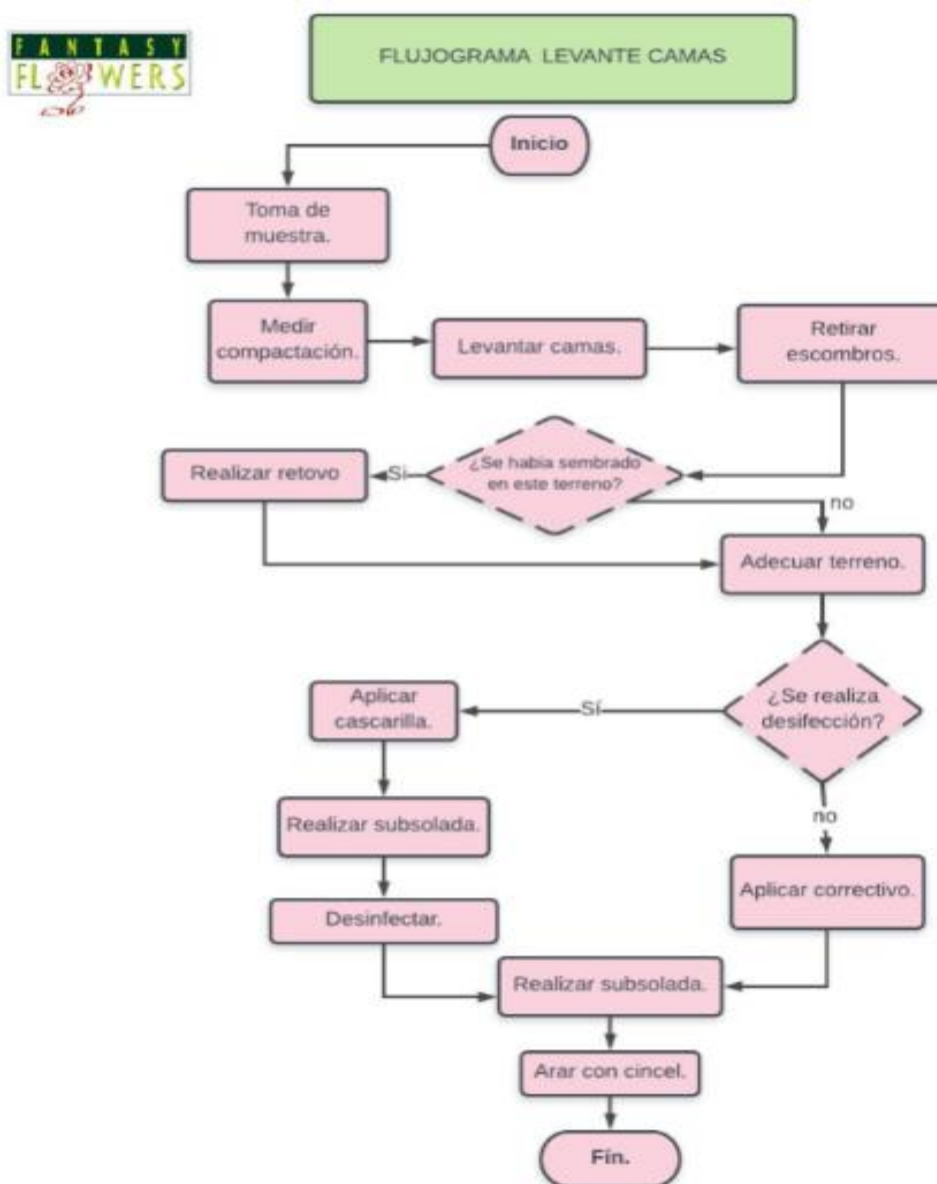 FANTASY
FLOWERS
FLUJOGRAMA LEVANTE CAMAS
Inicio
Toma de
muestra.
Medir
compactación.
Levantar camas.
Retirar
escombros.
¿Se habia sembrado
en este terreno?
Si
Realizar retovo
no
Adecuar terreno.
¿Se realiza
desifección?
Sí
Aplicar
cascarilla.
Realizar subsolada.
Desinfectar.
no
Aplicar correctivo.
Realizar subsolada.
Arar con cincel.
Fín.